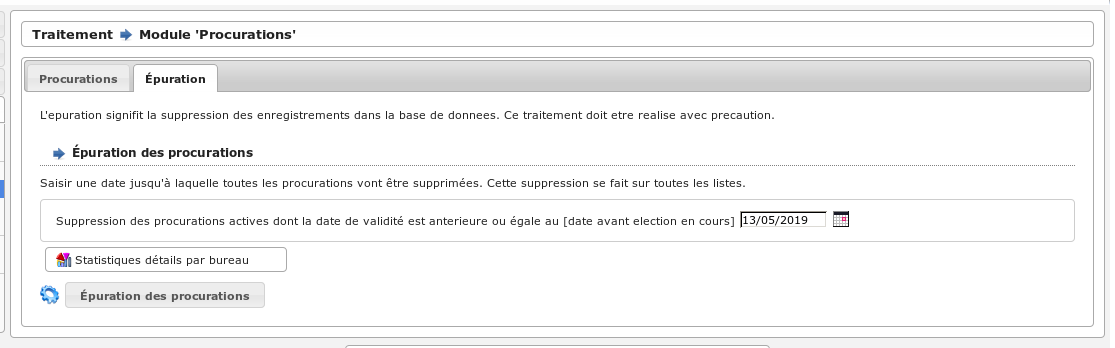 Traitement Module 'Procurations'
Procurations Épuration
L'epuration signifit la suppression des enregistrements dans la base de donnees. Ce traitement doit etre realise avec precaution.
Épuration des procurations
Saisir une date jusqu'à laquelle toutes les procurations vont être supprimées. Cette suppression se fait sur toutes les listes.
Suppression des procurations actives dont la date de validité est anterieure ou égale au [date avant election en cours] 13/05/2019
Statistiques détails par bureau
Épuration des procurations